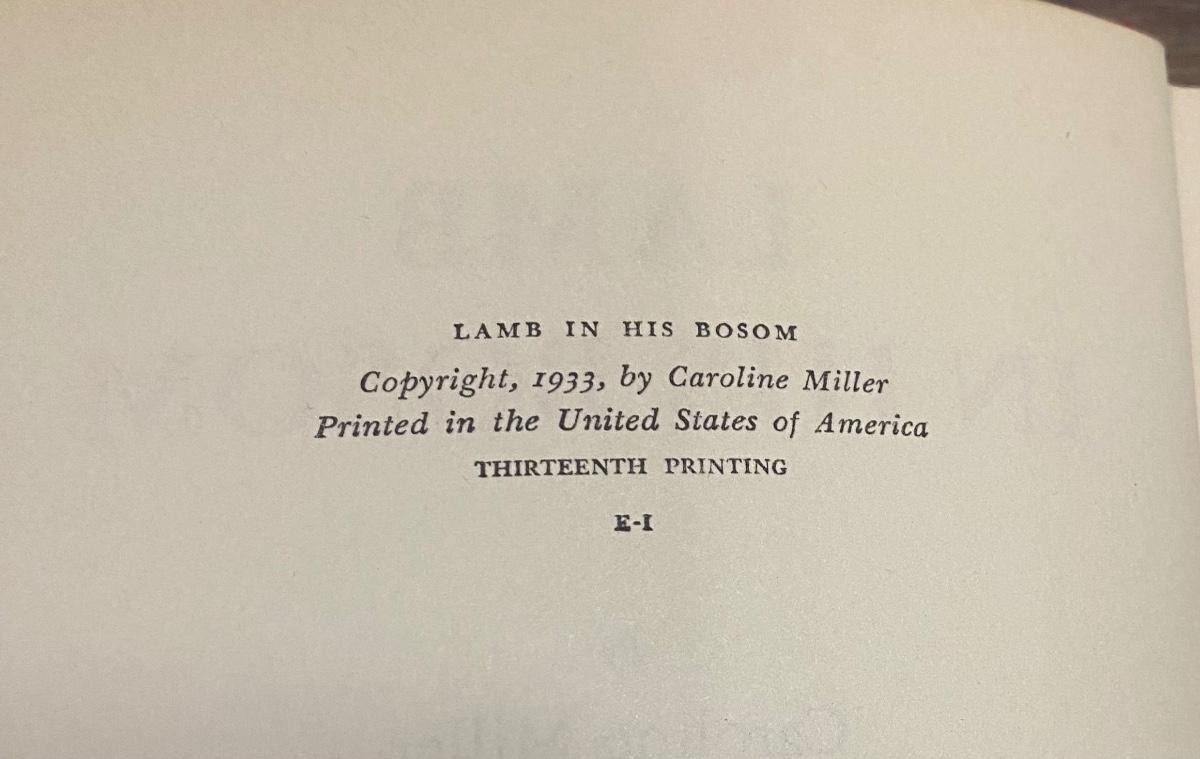 LAMB IN HIS BOSOM
Copyright, 1933, by Caroline Miller
Printed in the United States of America
THIRTEENTH PRINTING
E-I